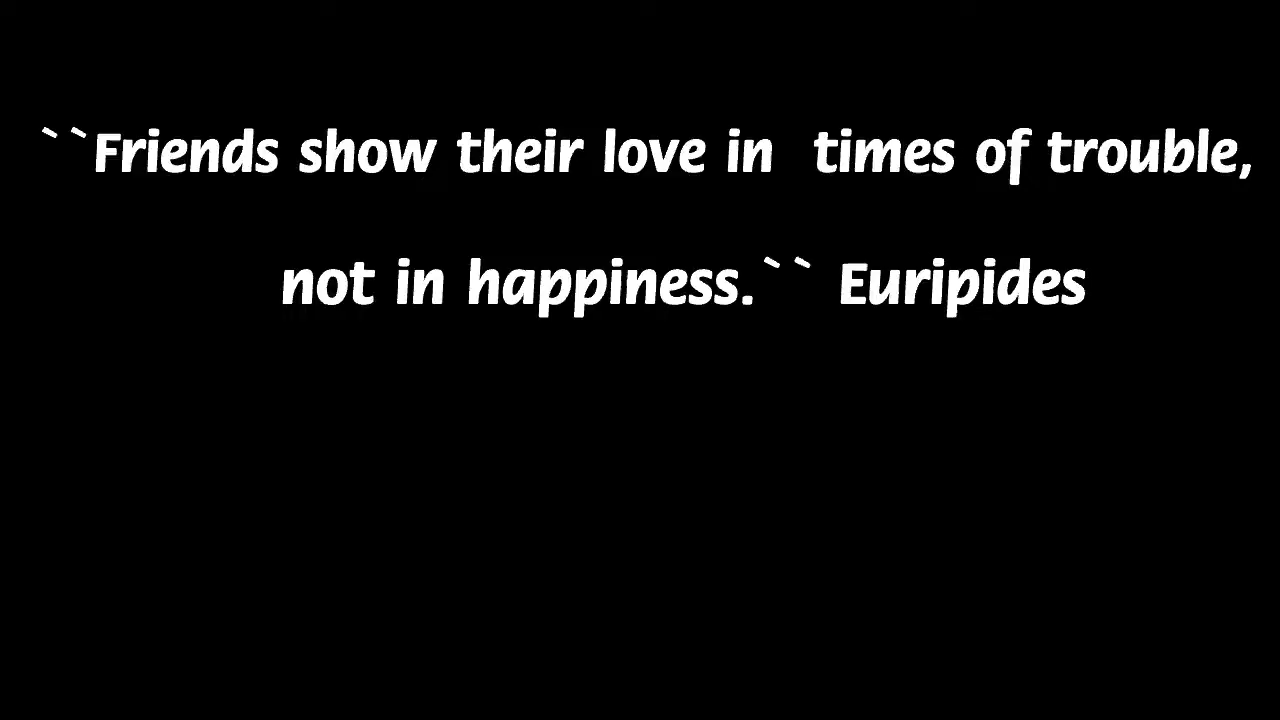 ``Friends show their love in  times of trouble,
not in happiness.`` Euripides